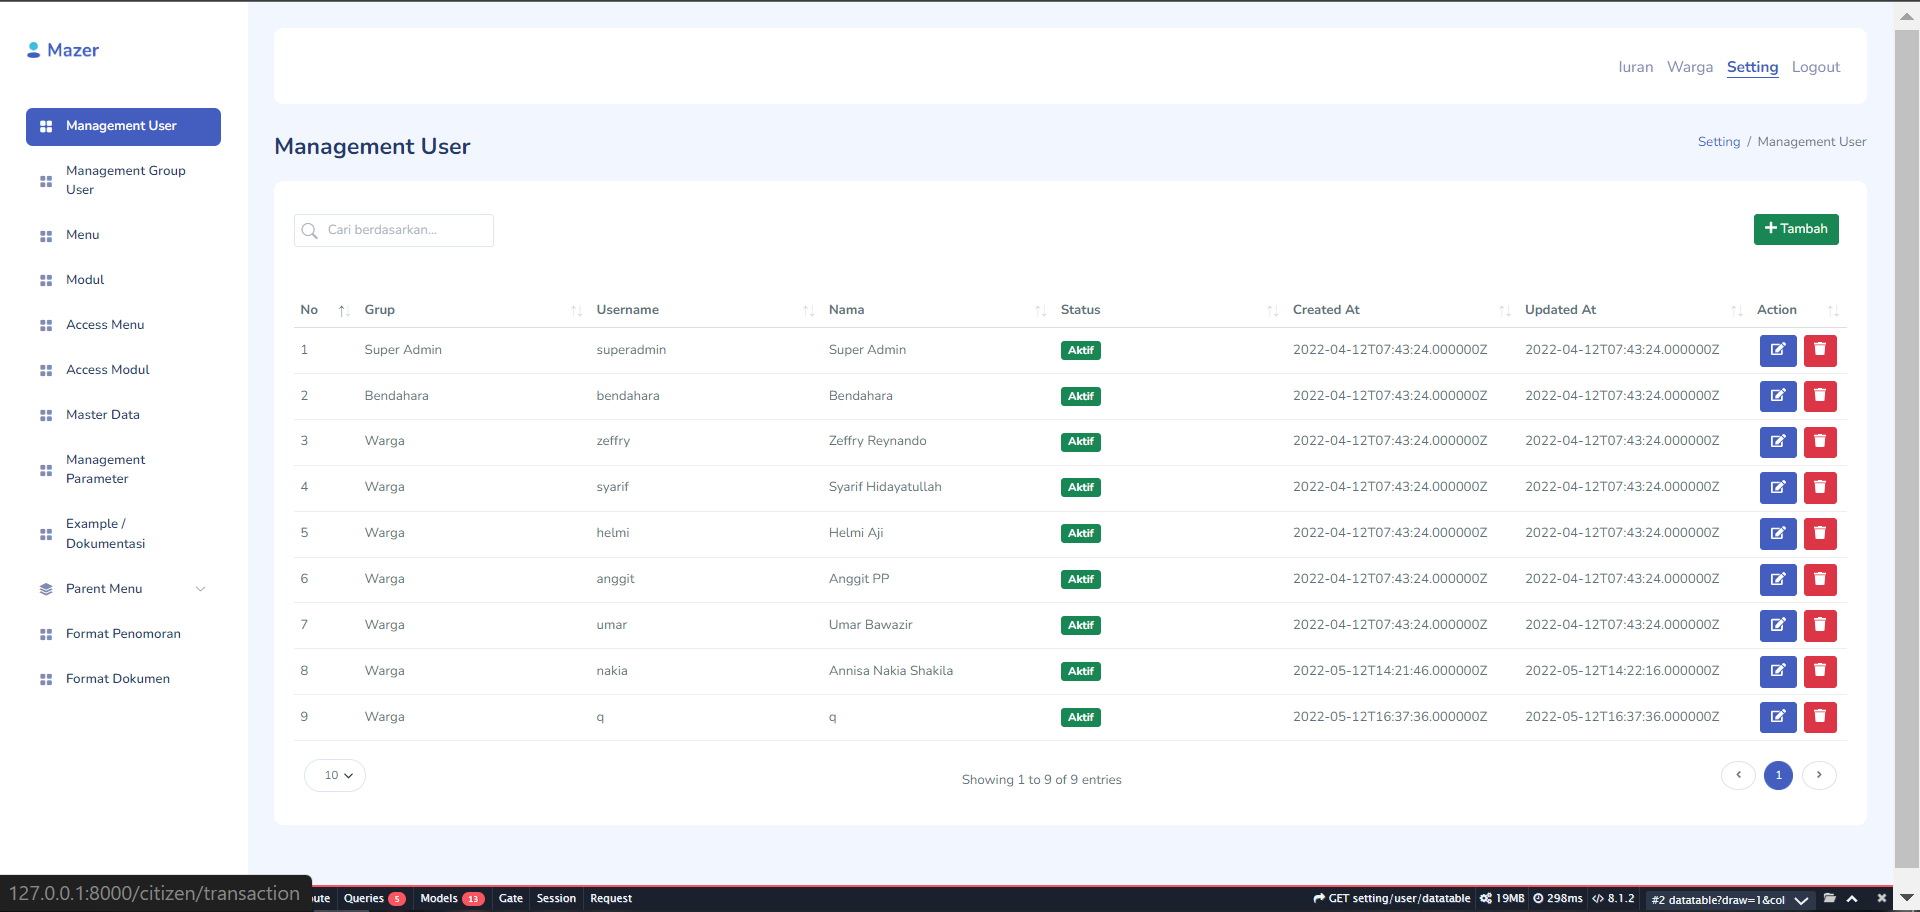 Mazer
Iuran Warga Setting Logout
Management User
Management Group
User
Menu
Modul
Access Menu
Access Modul
Master Data
Management
Parameter
Example /
Dokumentasi
Parent Menu
Format Penomoran
Format Dokumen
Management User
Setting / Management User
Cari berdasarkan...
Tambah
No Grup Username Nama Status Created At Updated At Action
1 Super Admin superadmin Super Admin Aktif 2022-04-12T07:43:24.000000Z 2022-04-12T07:43:24.000000Z
2 Bendahara bendahara Bendahara Aktif 2022-04-12T07:43:24.000000Z 2022-04-12T07:43:24.000000Z
3 Warga zeffry Zeffry Reynando Aktif 2022-04-12T07:43:24.000000Z 2022-04-12T07:43:24.000000Z
4 Warga syarif Syarif Hidayatullah Aktif 2022-04-12T07:43:24.000000Z 2022-04-12T07:43:24.000000Z
5 Warga helmi Helmi Aji Aktif 2022-04-12T07:43:24.000000Z 2022-04-12T07:43:24.000000Z
6 Warga anggit Anggit PP Aktif 2022-04-12T07:43:24.000000Z 2022-04-12T07:43:24.000000Z
7 Warga umar Umar Bawazir Aktif 2022-04-12T07:43:24.000000Z 2022-04-12T07:43:24.000000Z
8 Warga nakia Annisa Nakia Shakila Aktif 2022-05-12T14:21:46.000000Z 2022-05-12T14:22:16.000000Z
9 Warga q q Aktif 2022-05-12T16:37:36.000000Z 2022-05-12T16:37:36.000000Z
10 Showing 1 to 9 of 9 entries 1
127.0.0.1:8000/citizen/transaction ute Queries 5 Models 13 Gate Session Request GET setting/user/datatable 19MB 298ms 8.1.2 #2 datatable?draw=1&col